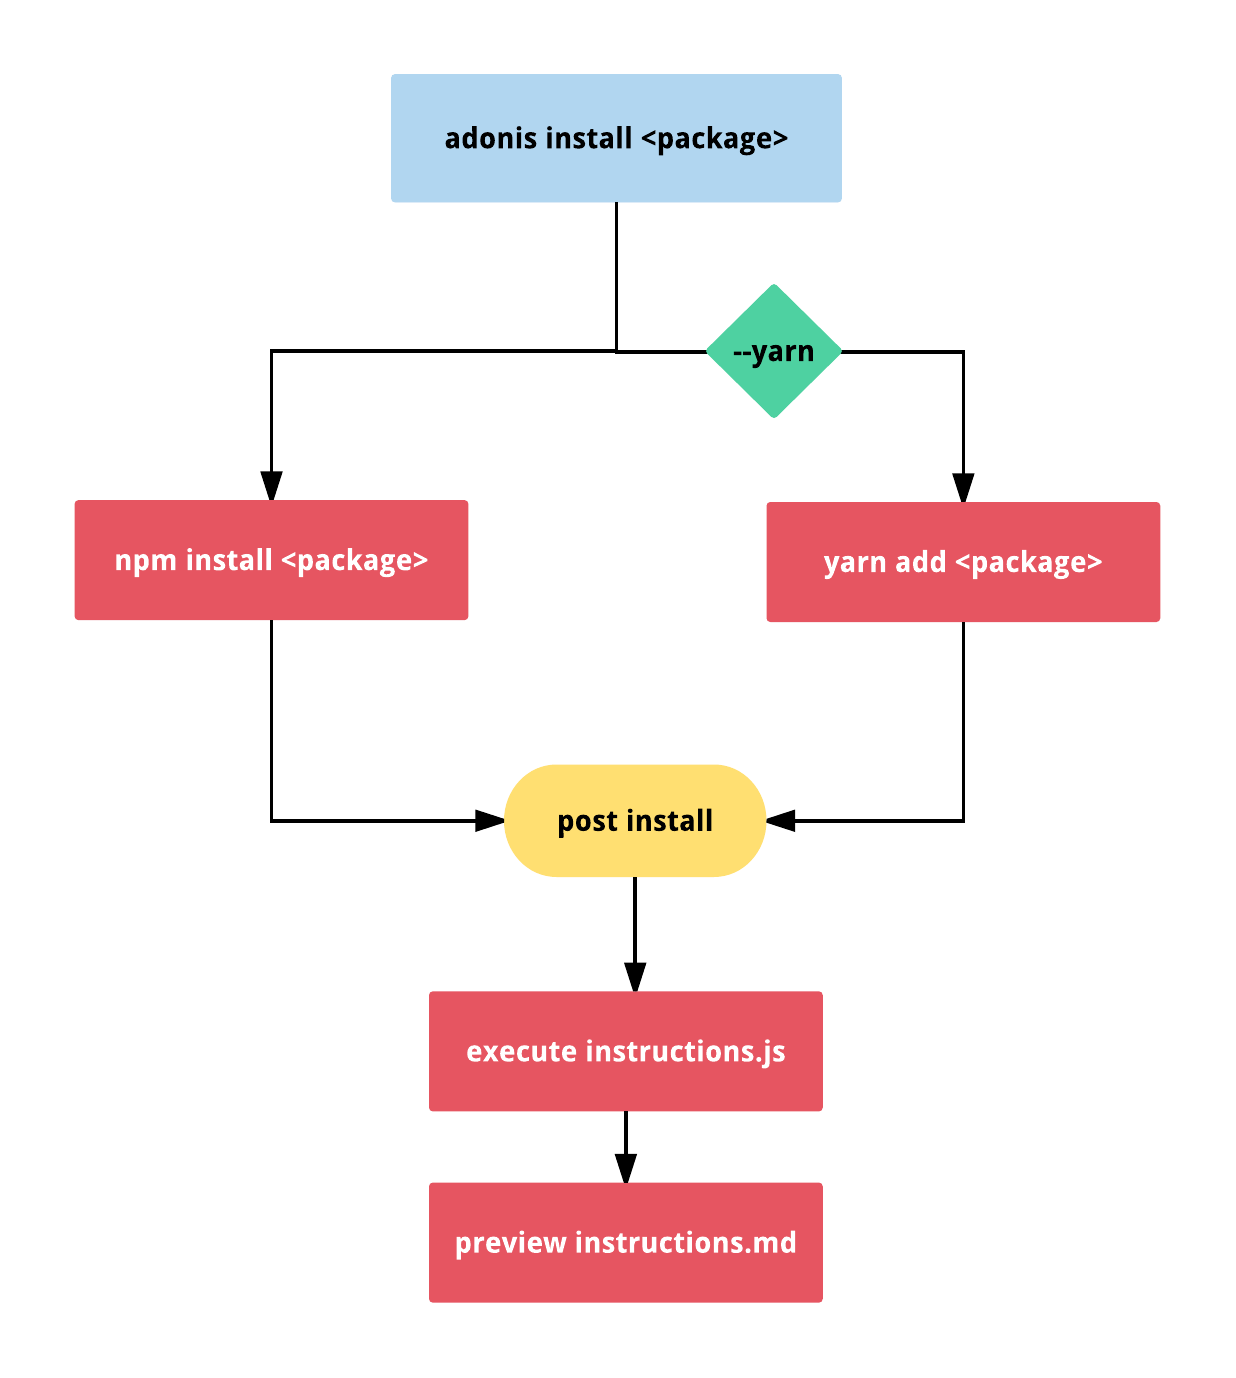 adonis install <package>
--yarn
npm install <package>
yarn add <package>
post install
execute instructions.js
preview instructions.md